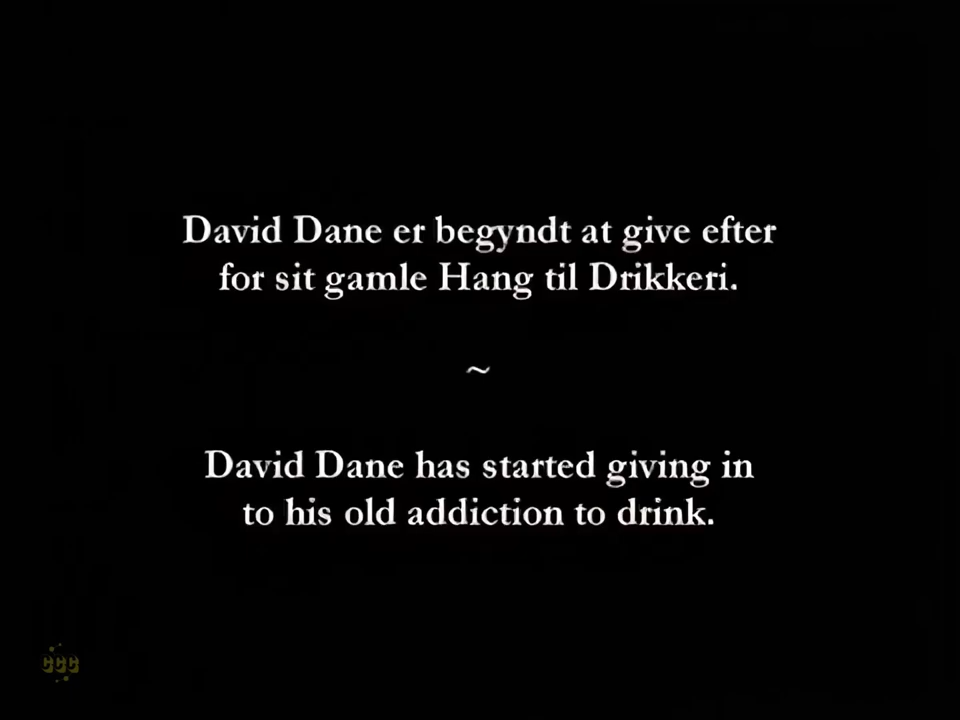 David Dane er begyndt at give efter
for sit gamle Hang til Drikkeri.
~
David Dane has started giving in
to his old addiction to drink.
CCC